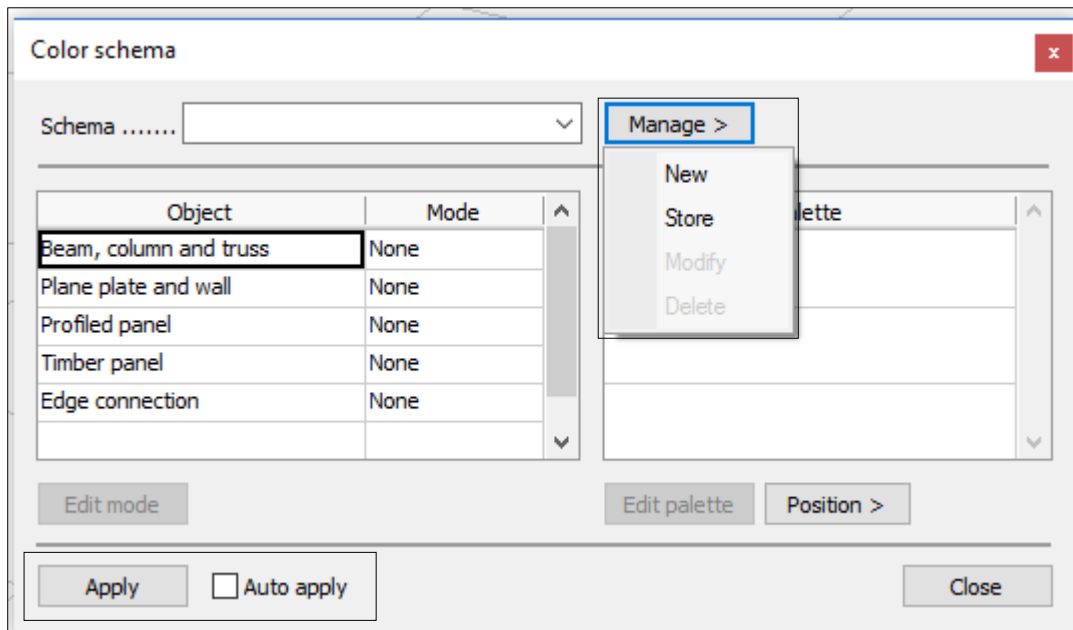 Color schema
x
Schema ....... Manage >
New
Store
Modify
Delete
Object Mode lette
Beam, column and truss None
Plane plate and wall None
Profiled panel None
Timber panel None
Edge connection None
Edit mode Edit palette Position >
Apply Auto apply Close